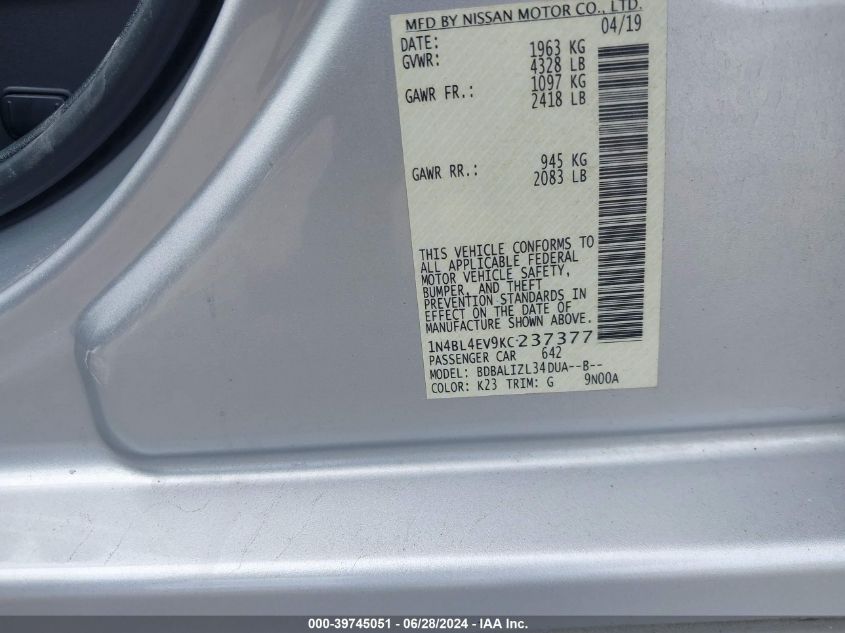 MFD BY NISSAN MOTOR CO., LTD.
DATE: 04/19
GVWR: 1963 KG
4328 LB
GAWR FR.: 1097 KG
2418 LB
GAWR RR.: 945 KG
2083 LB
THIS VEHICLE CONFORMS TO
ALL APPLICABLE FEDERAL
MOTOR VEHICLE SAFETY,
BUMPER, AND THEFT
PREVENTION STANDARDS IN
EFFECT ON THE DATE OF
MANUFACTURE SHOWN ABOVE.
1N4BL4EV9KC237377
PASSENGER CAR 642
MODEL: BDBALIZL34DUA--B--
COLOR: K23 TRIM: G 9N00A
000-39745051 - 06/28/2024 - IAA Inc.